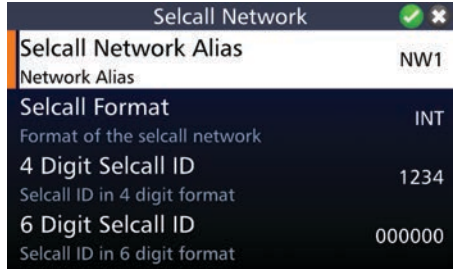 Selcall Network
Selcall Network Alias
Network Alias
NW1
Selcall Format
Format of the selcall network
INT
4 Digit Selcall ID
Selcall ID in 4 digit format
1234
6 Digit Selcall ID
Selcall ID in 6 digit format
000000